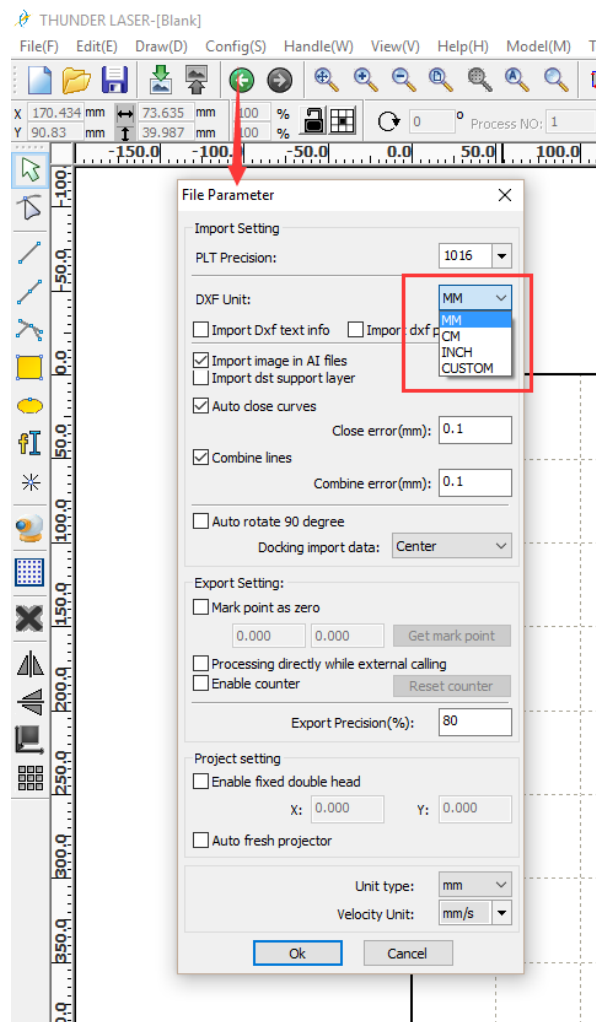 THUNDER LASER-[Blank]
File(F) Edit(E) Draw(D) Config(S) Handle(W) View(V) Help(H) Model(M) T
X 170.434 mm 73.635 mm 100 %
Y 90.83 mm 39.987 mm 100 %
0 ° Process NO: 1
-150.0 -100. -50.0 0.0 50.0 100.0
100.
50.0
0.0
50.0
100.0
150.0
200.0
250.0
300.0
350.0
File Parameter
Import Setting
PLT Precision: 1016
DXF Unit: MM
MM
CM
INCH
CUSTOM
Import Dxf text info Import dxf p
Import image in AI files
Import dst support layer
Auto close curves
Close error(mm): 0.1
Combine lines
Combine error(mm): 0.1
Auto rotate 90 degree
Docking import data: Center
Export Setting:
Mark point as zero
0.000 0.000 Get mark point
Processing directly while external calling
Enable counter Reset counter
Export Precision(%): 80
Project setting
Enable fixed double head
X: 0.000 Y: 0.000
Auto fresh projector
Unit type: mm
Velocity Unit: mm/s
Ok Cancel